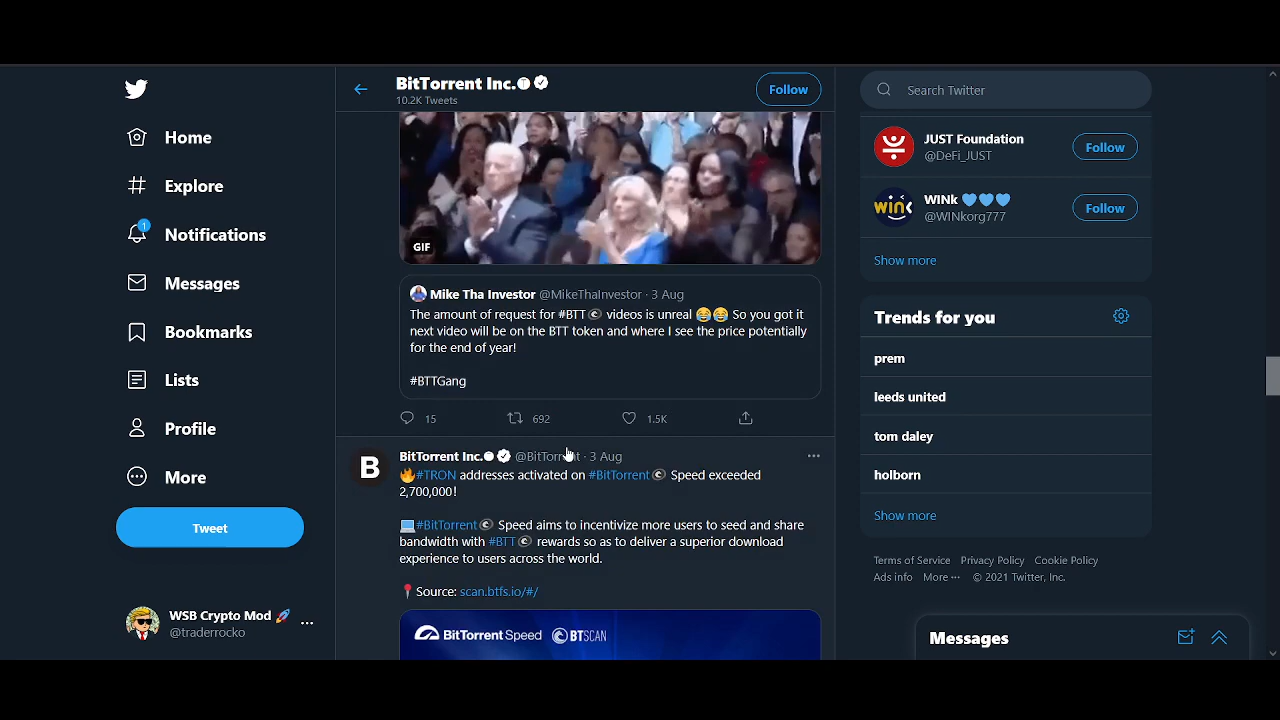 BitTorrent Inc.
10.2K Tweets
Follow
Home
Explore
1
Notifications
Messages
Bookmarks
Lists
Profile
More
Tweet
WSB Crypto Mod 🚀
@traderrocko
GIF
Mike Tha Investor @MikeThaInvestor · 3 Aug
The amount of request for #BTT videos is unreal 😂😂 So you got it
next video will be on the BTT token and where I see the price potentially
for the end of year!
#BTTGang
15
692
1.5K
B
BitTorrent Inc. @BitTorrent · 3 Aug
🔥#TRON addresses activated on #BitTorrent Speed exceeded
2,700,000!
💻#BitTorrent Speed aims to incentivize more users to seed and share
bandwidth with #BTT rewards so as to deliver a superior download
experience to users across the world.
📍Source: scan.btfs.io/#/
BitTorrent Speed BTSCAN
Search Twitter
JUST Foundation
@DeFi_JUST
Follow
WINk 💙💙💙
@WINkorg777
Follow
Show more
Trends for you
prem
leeds united
tom daley
holborn
Show more
Terms of Service Privacy Policy Cookie Policy
Ads info More ··· © 2021 Twitter, Inc.
Messages